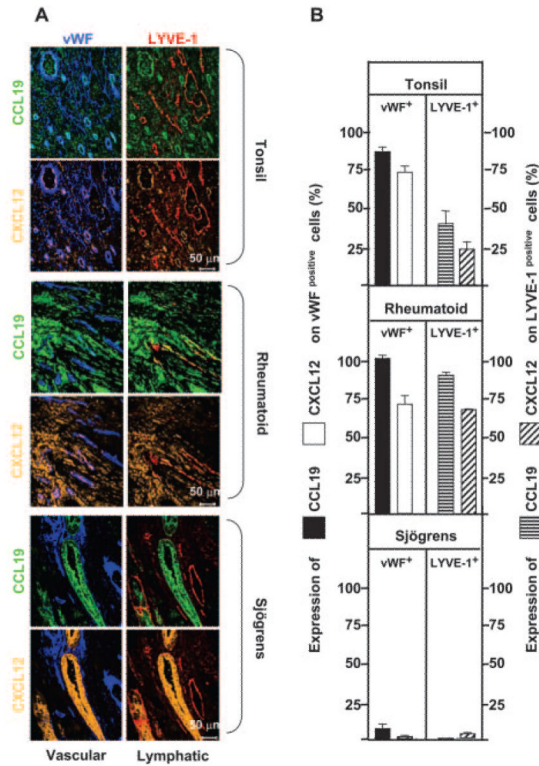 A
vWF
LYVE-1
CCL19
CXCL12
50 µm
Tonsil
CCL19
CXCL12
50 µm
Rheumatoid
CCL19
CXCL12
50 µm
Sjögrens
Vascular
Lymphatic
B
Tonsil
vWF+
LYVE-1+
100
75
50
25
100
75
50
25
Rheumatoid
vWF+
LYVE-1+
100
75
50
25
100
75
50
25
Sjögrens
vWF+
LYVE-1+
100
75
50
25
100
75
50
25
Expression of CCL19 CXCL12 on vWF positive cells (%)
Expression of CCL19 CXCL12 on LYVE-1 positive cells (%)